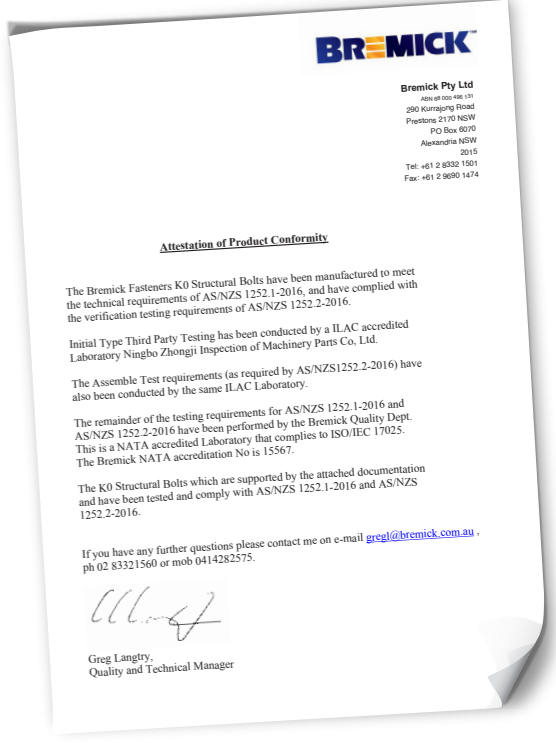 BREMICK™
Bremick Pty Ltd
ABN 68 000 496 131
290 Kurrajong Road
Prestons 2170 NSW
PO Box 6070
Alexandria NSW
2015
Tel: +61 2 8332 1501
Fax: +61 2 9690 1474
Attestation of Product Conformity
The Bremick Fasteners K0 Structural Bolts have been manufactured to meet
the technical requirements of AS/NZS 1252.1-2016, and have complied with
the verification testing requirements of AS/NZS 1252.2-2016.
Initial Type Third Party Testing has been conducted by a ILAC accredited
Laboratory Ningbo Zhongji Inspection of Machinery Parts Co, Ltd.
The Assemble Test requirements (as required by AS/NZS1252.2-2016) have
also been conducted by the same ILAC Laboratory.
The remainder of the testing requirements for AS/NZS 1252.1-2016 and
AS/NZS 1252.2-2016 have been performed by the Bremick Quality Dept.
This is a NATA accredited Laboratory that complies to ISO/IEC 17025.
The Bremick NATA accreditation No is 15567.
The K0 Structural Bolts which are supported by the attached documentation
and have been tested and comply with AS/NZS 1252.1-2016 and AS/NZS
1252.2-2016.
If you have any further questions please contact me on e-mail gregl@bremick.com.au ,
ph 02 83321560 or mob 0414282575.
Greg Langtry,
Quality and Technical Manager